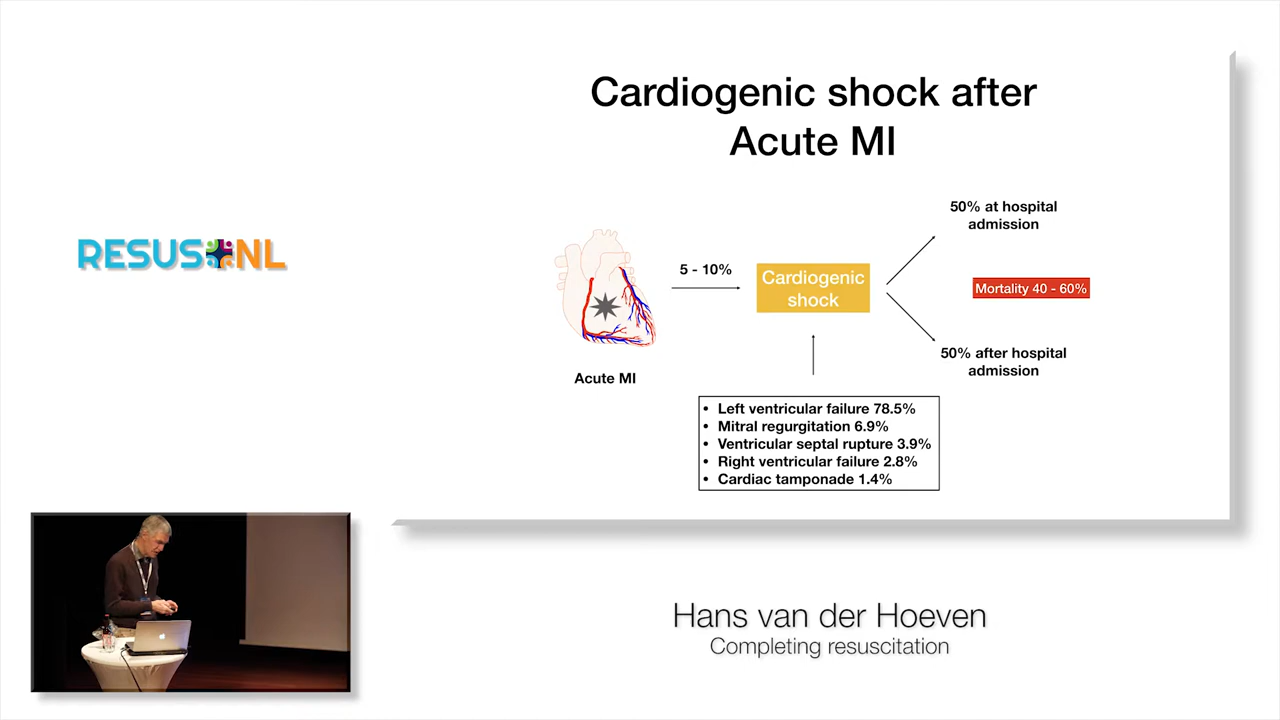 Cardiogenic shock after
Acute MI
RESUS NL
50% at hospital
admission
5 - 10%
Cardiogenic
shock
Mortality 40 - 60%
50% after hospital
admission
Acute MI
• Left ventricular failure 78.5%
• Mitral regurgitation 6.9%
• Ventricular septal rupture 3.9%
• Right ventricular failure 2.8%
• Cardiac tamponade 1.4%
Hans van der Hoeven
Completing resuscitation